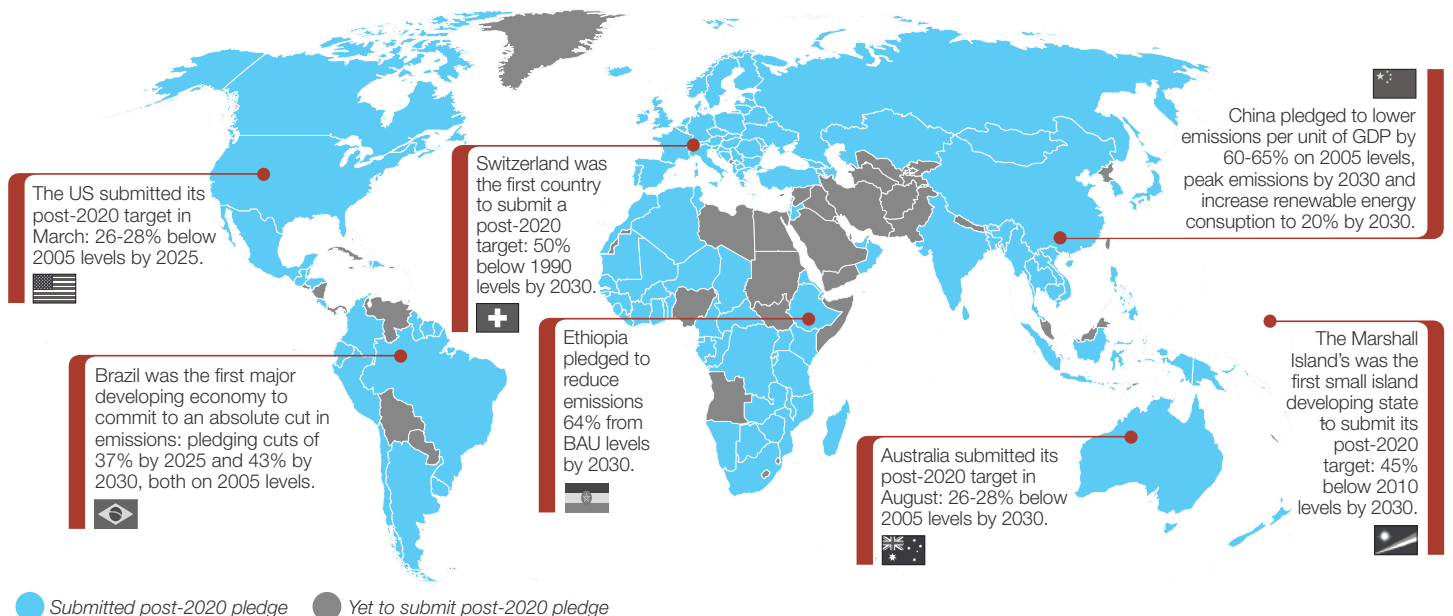 The US submitted its
post-2020 target in
March: 26-28% below
2005 levels by 2025.
Switzerland was
the first country
to submit a
post-2020
target: 50%
below 1990
levels by 2030.
China pledged to lower
emissions per unit of GDP by
60-65% on 2005 levels,
peak emissions by 2030 and
increase renewable energy
consuption to 20% by 2030.
Brazil was the first major
developing economy to
commit to an absolute cut in
emissions: pledging cuts of
37% by 2025 and 43% by
2030, both on 2005 levels.
Ethiopia
pledged to
reduce
emissions
64% from
BAU levels
by 2030.
Australia submitted its
post-2020 target in
August: 26-28% below
2005 levels by 2030.
The Marshall
Island's was the
first small island
developing state
to submit its
post-2020
target: 45%
below 2010
levels by 2030.
Submitted post-2020 pledge
Yet to submit post-2020 pledge